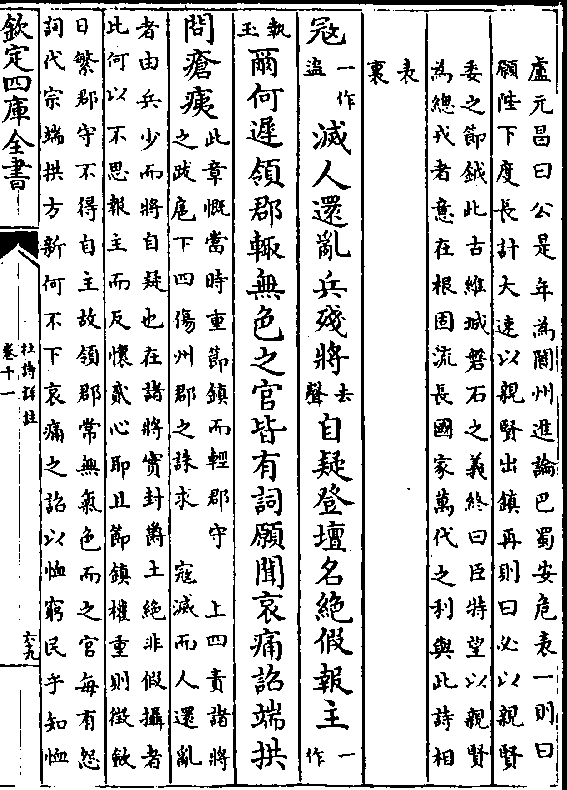 盧元昌曰公是年為閬州進論巴蜀安危表一則曰
願陛下度長計大速以親賢出鎮再則曰必以親賢
委之節鉞此古維城磐石之義終曰臣特望以親賢
為總戎者意在根固流長國家萬代之利與此詩相
表
裏
冦一作盜滅人還亂兵殘將去聲自疑登壇名絶假報主一作
執玉爾何遲領郡輙無色之官皆有詞願聞哀痛詔端拱
問瘡痍此章慨當時重節鎮而輕郡守 上四責諸將
之跋扈下四傷州郡之誅求 冦滅而人還亂
者由兵少而將自疑也在諸將實封爵土絶非假攝者
此何以不思報主而反懷貳心耶且節鎮權重則徵斂
日繁郡守不得自主故領郡常無氣色而之官每有怨
詞代宗端拱方新何不下哀痛之詔以恤窮民乎知恤
欽定四庫全書
杜詩詳註
卷十一
六九